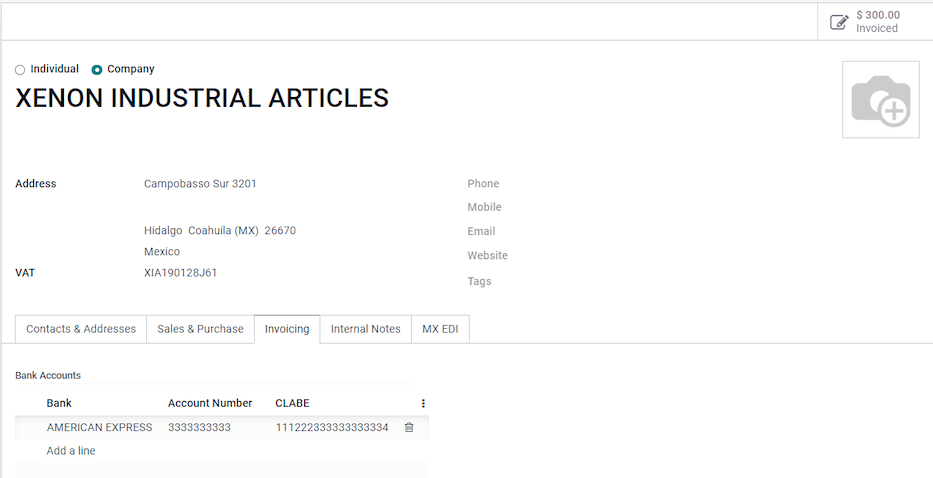 $ 300.00
Invoiced
Individual Company
XENON INDUSTRIAL ARTICLES
Address Campobasso Sur 3201 Phone
Mobile
Hidalgo Coahuila (MX) 26670 Email
Mexico Website
VAT XIA190128J61 Tags
Contacts & Addresses Sales & Purchase Invoicing Internal Notes MX EDI
Bank Accounts
Bank Account Number CLABE
AMERICAN EXPRESS 3333333333 111222333333333334
Add a line